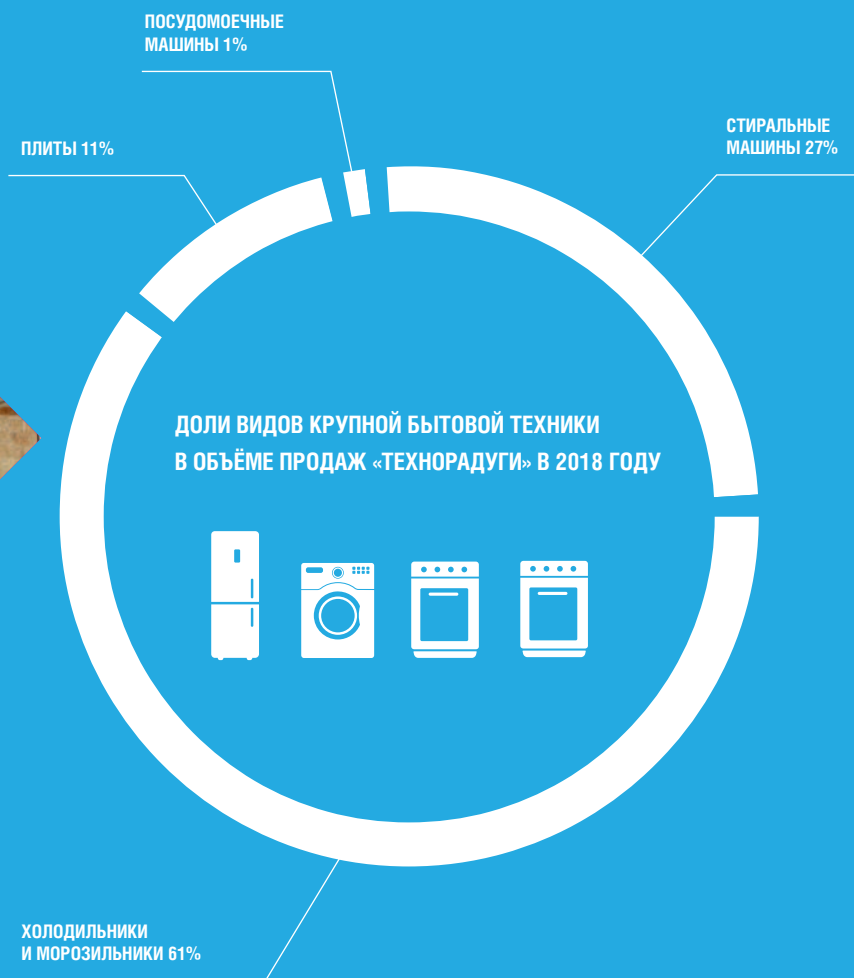 ПОСУДОМОЕЧНЫЕ
МАШИНЫ 1%
СТИРАЛЬНЫЕ
МАШИНЫ 27%
ПЛИТЫ 11%
ДОЛИ ВИДОВ КРУПНОЙ БЫТОВОЙ ТЕХНИКИ
В ОБЪЁМЕ ПРОДАЖ «ТЕХНОРАДУГИ» В 2018 ГОДУ
ХОЛОДИЛЬНИКИ
И МОРОЗИЛЬНИКИ 61%